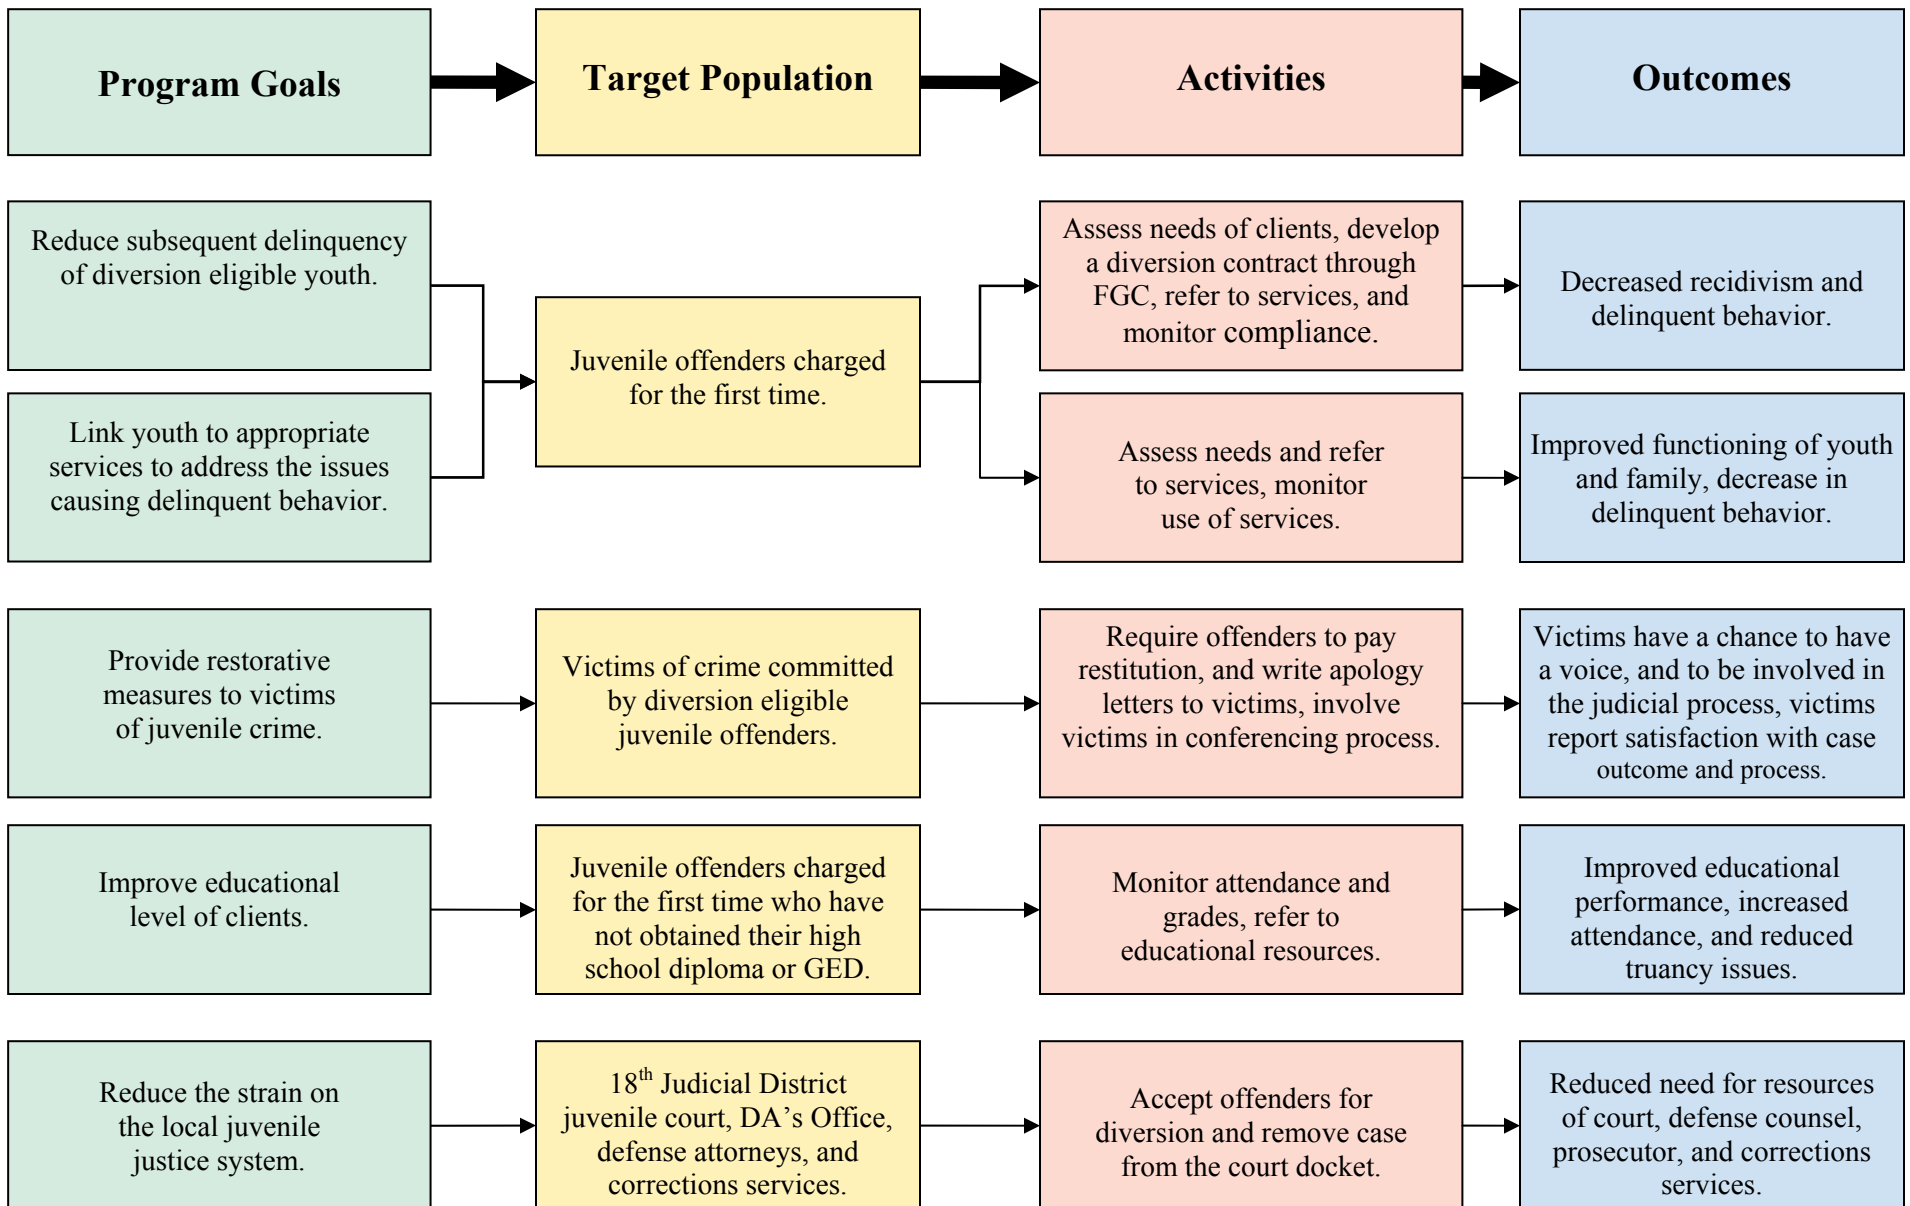 Program Goals
Target Population
Activities
Outcomes
Reduce subsequent delinquency
of diversion eligible youth.
Link youth to appropriate
services to address the issues
causing delinquent behavior.
Juvenile offenders charged
for the first time.
Assess needs of clients, develop
a diversion contract through
FGC, refer to services, and
monitor compliance.
Decreased recidivism and
delinquent behavior.
Assess needs and refer
to services, monitor
use of services.
Improved functioning of youth
and family, decrease in
delinquent behavior.
Provide restorative
measures to victims
of juvenile crime.
Victims of crime committed
by diversion eligible
juvenile offenders.
Require offenders to pay
restitution, and write apology
letters to victims, involve
victims in conferencing process.
Victims have a chance to have
a voice, and to be involved in
the judicial process, victims
report satisfaction with case
outcome and process.
Improve educational
level of clients.
Juvenile offenders charged
for the first time who have
not obtained their high
school diploma or GED.
Monitor attendance and
grades, refer to
educational resources.
Improved educational
performance, increased
attendance, and reduced
truancy issues.
Reduce the strain on
the local juvenile
justice system.
18th Judicial District
juvenile court, DA’s Office,
defense attorneys, and
corrections services.
Accept offenders for
diversion and remove case
from the court docket.
Reduced need for resources
of court, defense counsel,
prosecutor, and corrections
services.